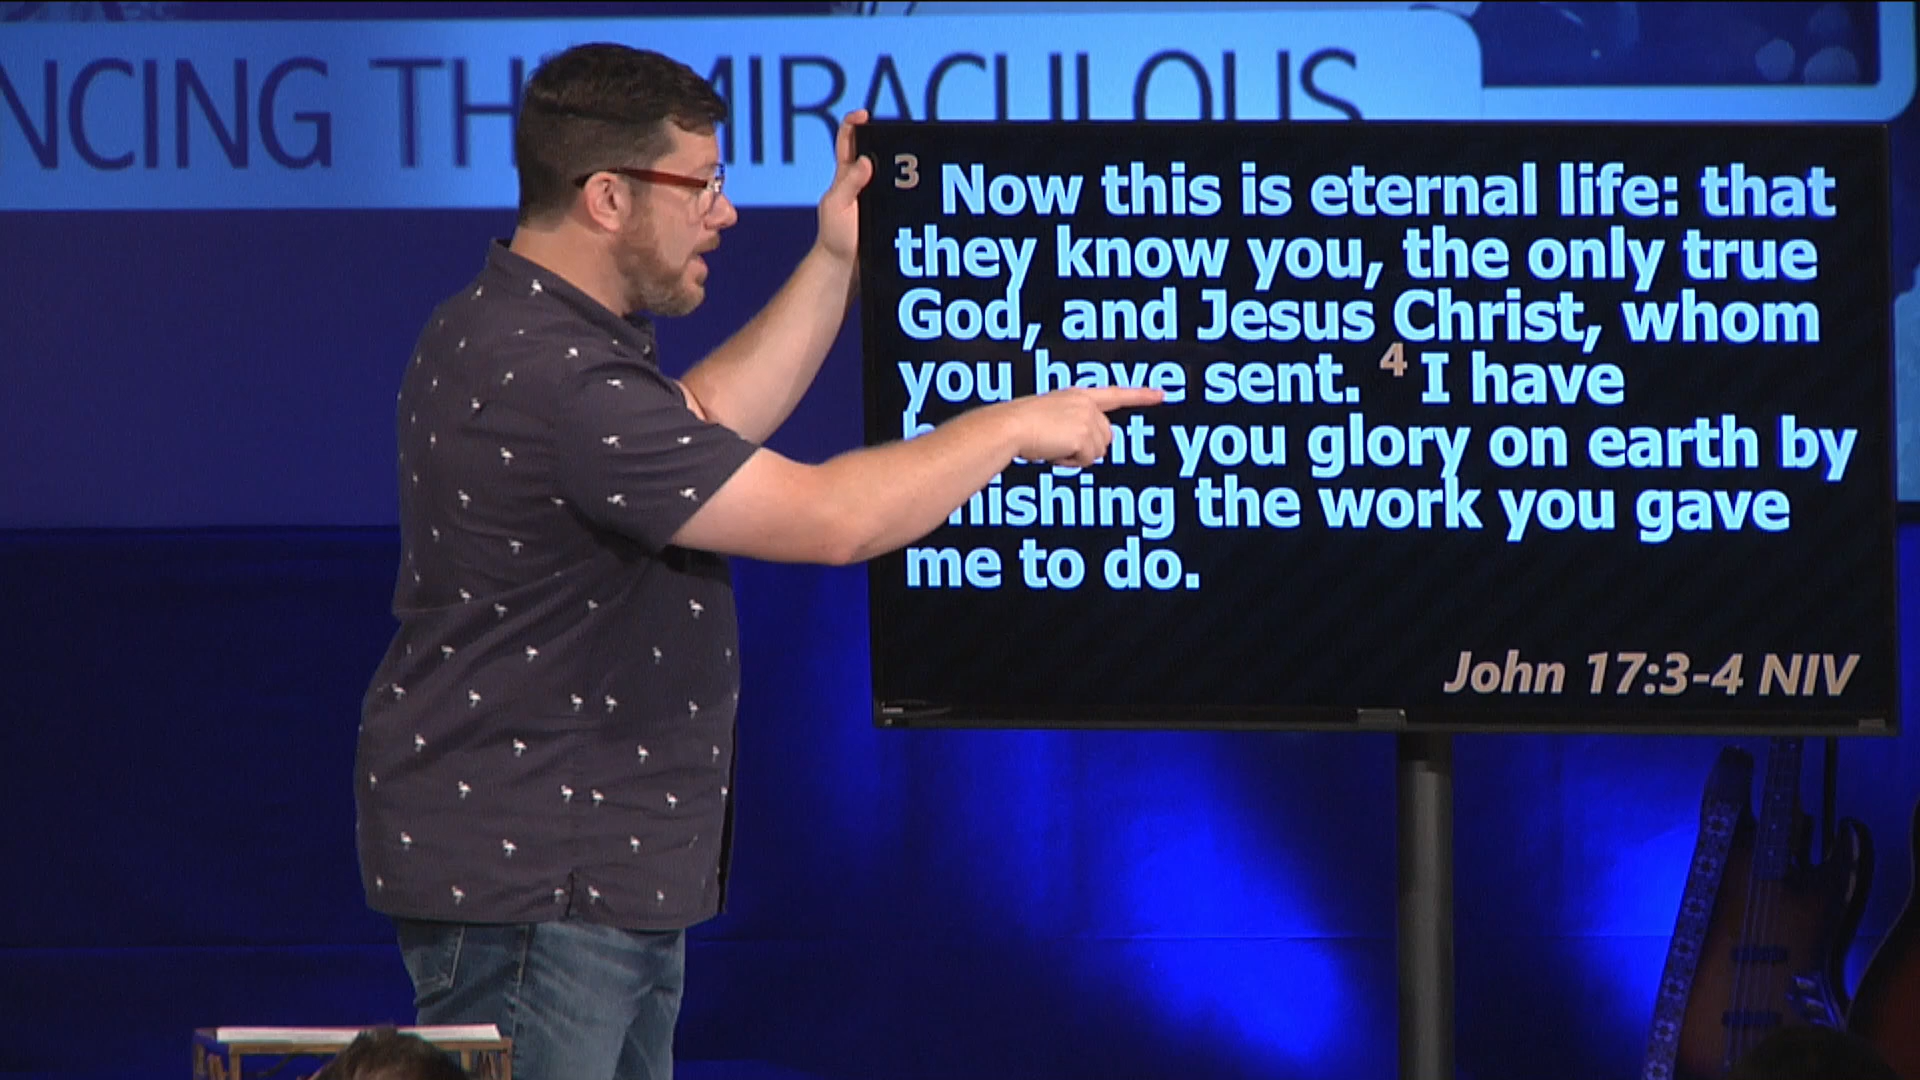 NCING TH MIRACULOUS
3 Now this is eternal life: that
they know you, the only true
God, and Jesus Christ, whom
you have sent. 4 I have
you glory on earth by
the work you gave
me to do.
John 17:3-4 NIV